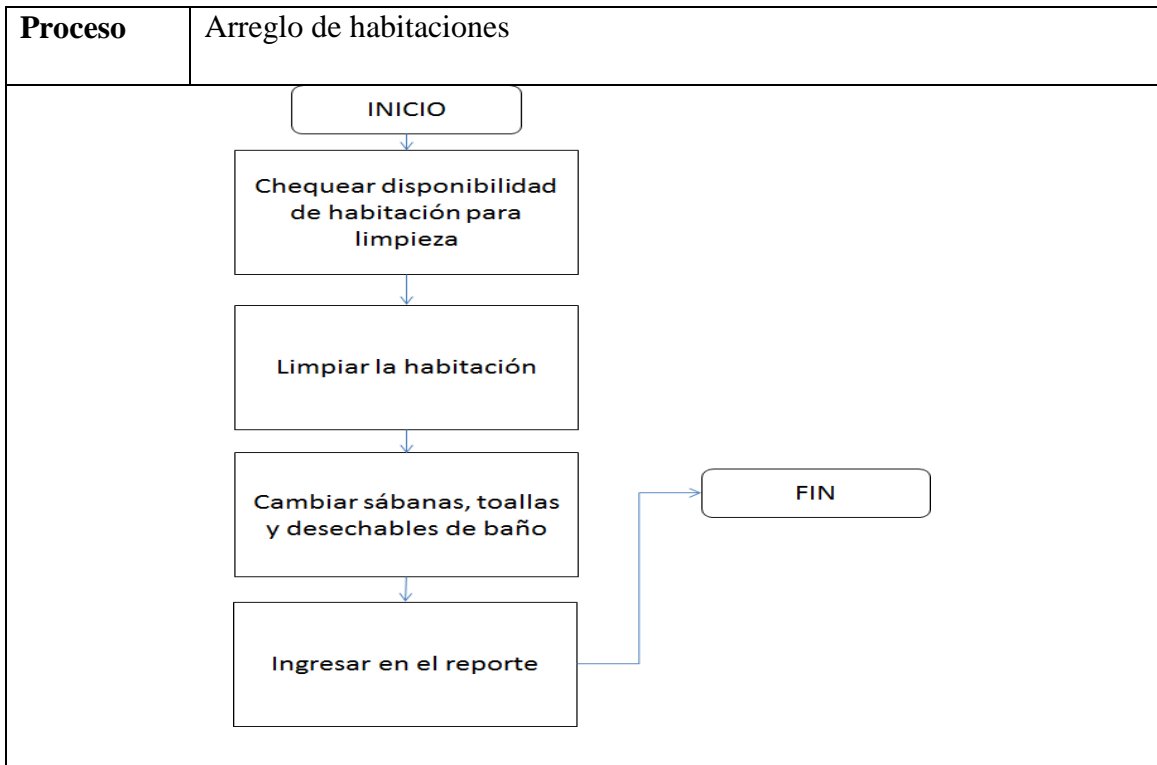 Proceso
Arreglo de habitaciones
INICIO
Chequear disponibilidad
de habitación para
limpieza
Limpiar la habitación
Cambiar sábanas, toallas
y desechables de baño
FIN
Ingresar en el reporte